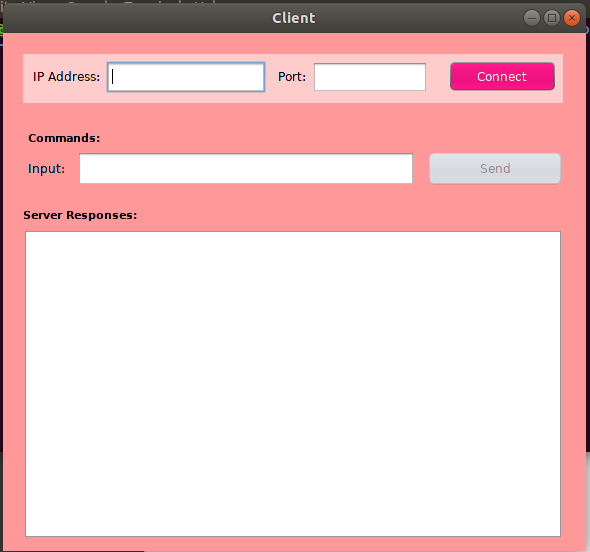 Client
IP Address: Port: Connect
Commands:
Input: Send
Server Responses: